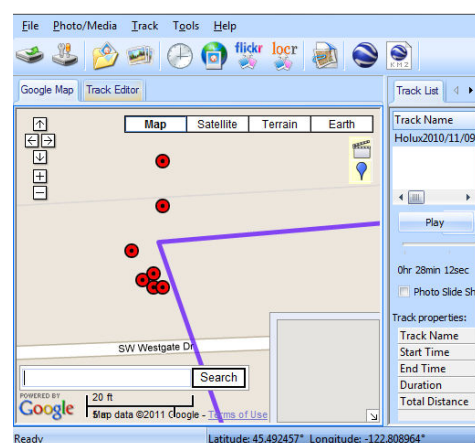 File Photo/Media Track Tools Help
flickr locr
KMZ
Google Map Track Editor
Track List
Map Satellite Terrain Earth
Track Name
Holux2010/11/09
Play
0hr 28min 12sec
Photo Slide Sh
Track properties:
Track Name
Start Time
End Time
Duration
Total Distance
SW Westgate Dr
Search
POWERED BY
Google
20 ft
Map data ©2011 Google - Terms of Use
Ready Latitude: 45.492457° Longitude: -122.808964°